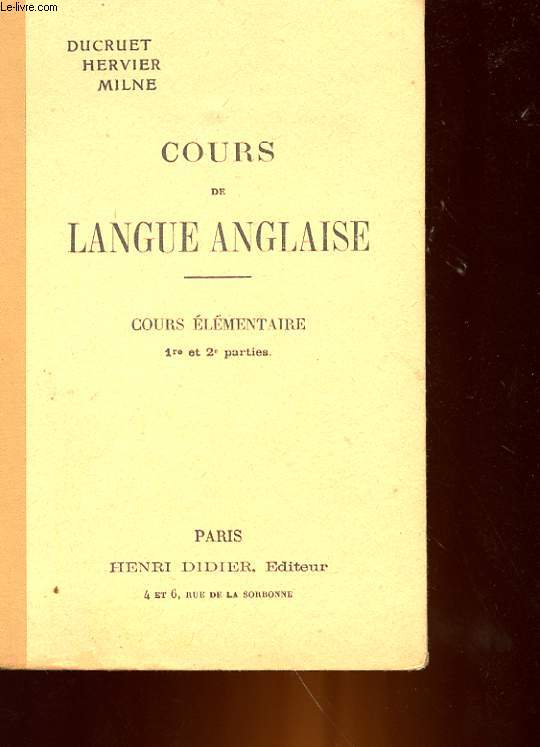 Le-livre.com
DUCRUET
HERVIER
MILNE
COURS
DE
LANGUE ANGLAISE
COURS ÉLÉMENTAIRE
1re et 2e parties.
PARIS
HENRI DIDIER, Editeur
4 ET 6, RUE DE LA SORBONNE